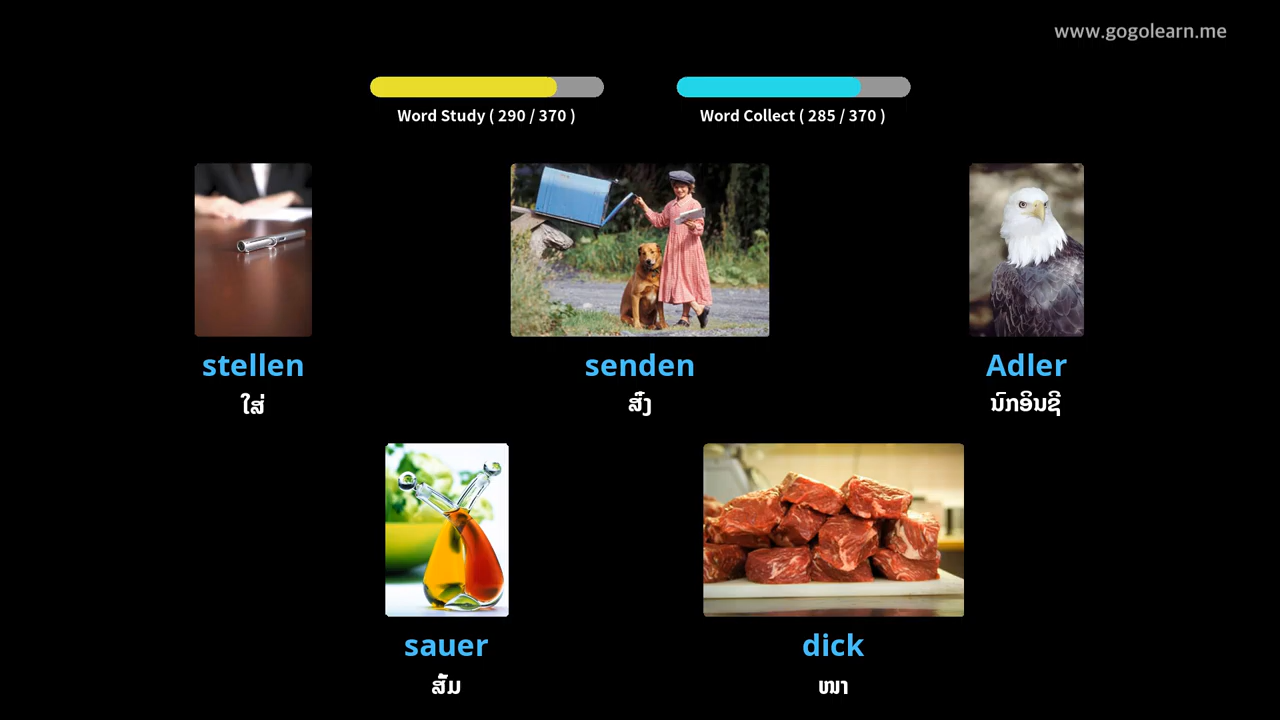 www.gogolearn.me
Word Study ( 290 / 370 )
Word Collect ( 285 / 370 )
stellen
ໃສ່
senden
ສົ່ງ
Adler
ນົກອິນຊີ
sauer
ສົ້ມ
dick
ໜາ